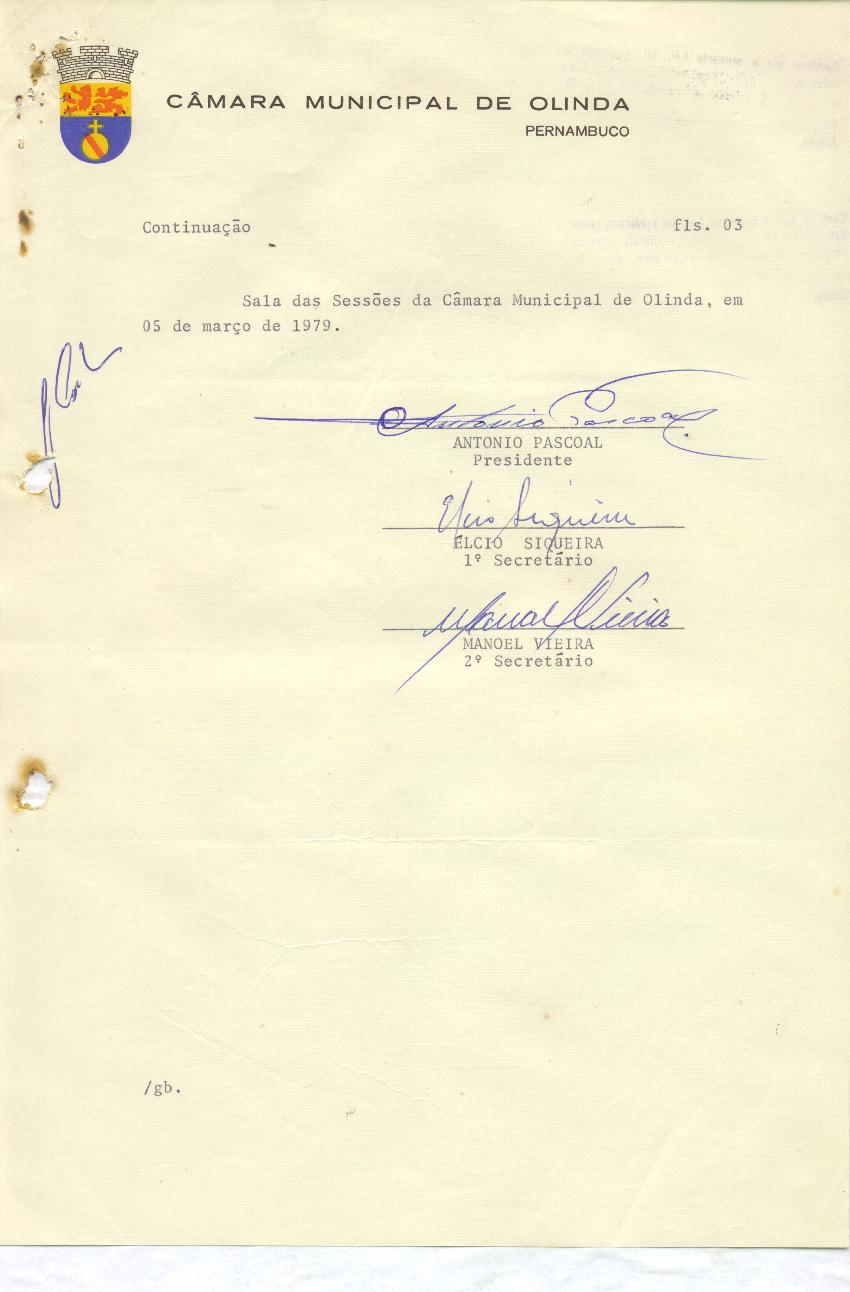 CÂMARA MUNICIPAL DE OLINDA
PERNAMBUCO
Continuação fls. 03
Sala das Sessões da Câmara Municipal de Olinda, em
05 de março de 1979.
Antonio Pascoal
ANTONIO PASCOAL
Presidente
Elcio Siqueira
ÉLCIO SIQUEIRA
1º Secretário
Manoel Vieira
MANOEL VIEIRA
2º Secretário
/gb.